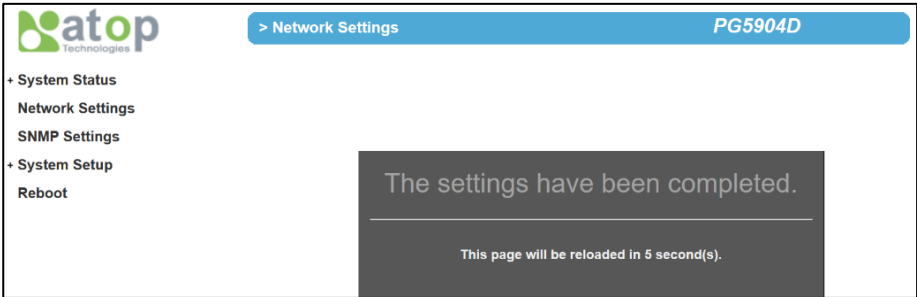 atop
Technologies
> Network Settings
PG5904D
+ System Status
Network Settings
SNMP Settings
+ System Setup
Reboot
The settings have been completed.
This page will be reloaded in 5 second(s).